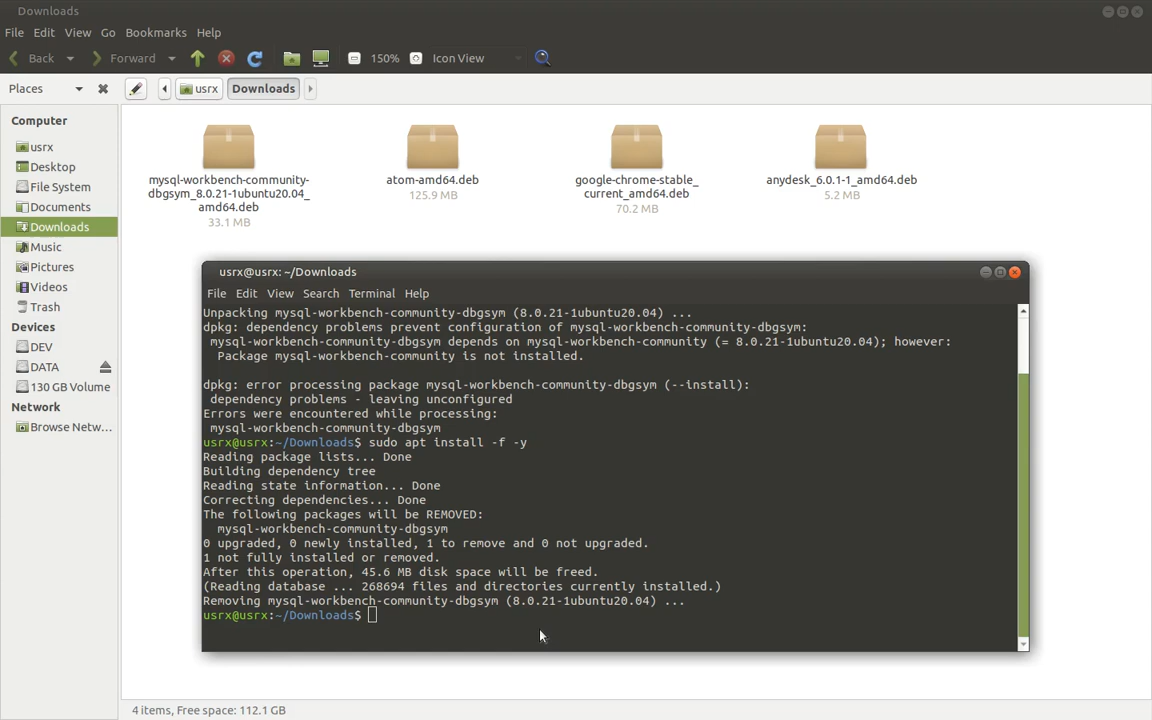 Downloads
File Edit View Go Bookmarks Help
Back Forward 150% Icon View
Places usrx Downloads
Computer
usrx
Desktop
File System
Documents
Downloads
Music
Pictures
Videos
Trash
Devices
DEV
DATA
130 GB Volume
Network
Browse Netw...
mysql-workbench-community-
dbgsym_8.0.21-1ubuntu20.04_
amd64.deb
33.1 MB
atom-amd64.deb
125.9 MB
google-chrome-stable_
current_amd64.deb
70.2 MB
anydesk_6.0.1-1_amd64.deb
5.2 MB
usrx@usrx: ~/Downloads
File Edit View Search Terminal Help
Unpacking mysql-workbench-community-dbgsym (8.0.21-1ubuntu20.04) ...
dpkg: dependency problems prevent configuration of mysql-workbench-community-dbgsym:
 mysql-workbench-community-dbgsym depends on mysql-workbench-community (= 8.0.21-1ubuntu20.04); however:
  Package mysql-workbench-community is not installed.
dpkg: error processing package mysql-workbench-community-dbgsym (--install):
 dependency problems - leaving unconfigured
Errors were encountered while processing:
 mysql-workbench-community-dbgsym
usrx@usrx:~/Downloads$ sudo apt install -f -y
Reading package lists... Done
Building dependency tree
Reading state information... Done
Correcting dependencies... Done
The following packages will be REMOVED:
  mysql-workbench-community-dbgsym
0 upgraded, 0 newly installed, 1 to remove and 0 not upgraded.
1 not fully installed or removed.
After this operation, 45.6 MB disk space will be freed.
(Reading database ... 268694 files and directories currently installed.)
Removing mysql-workbench-community-dbgsym (8.0.21-1ubuntu20.04) ...
usrx@usrx:~/Downloads$
4 items, Free space: 112.1 GB